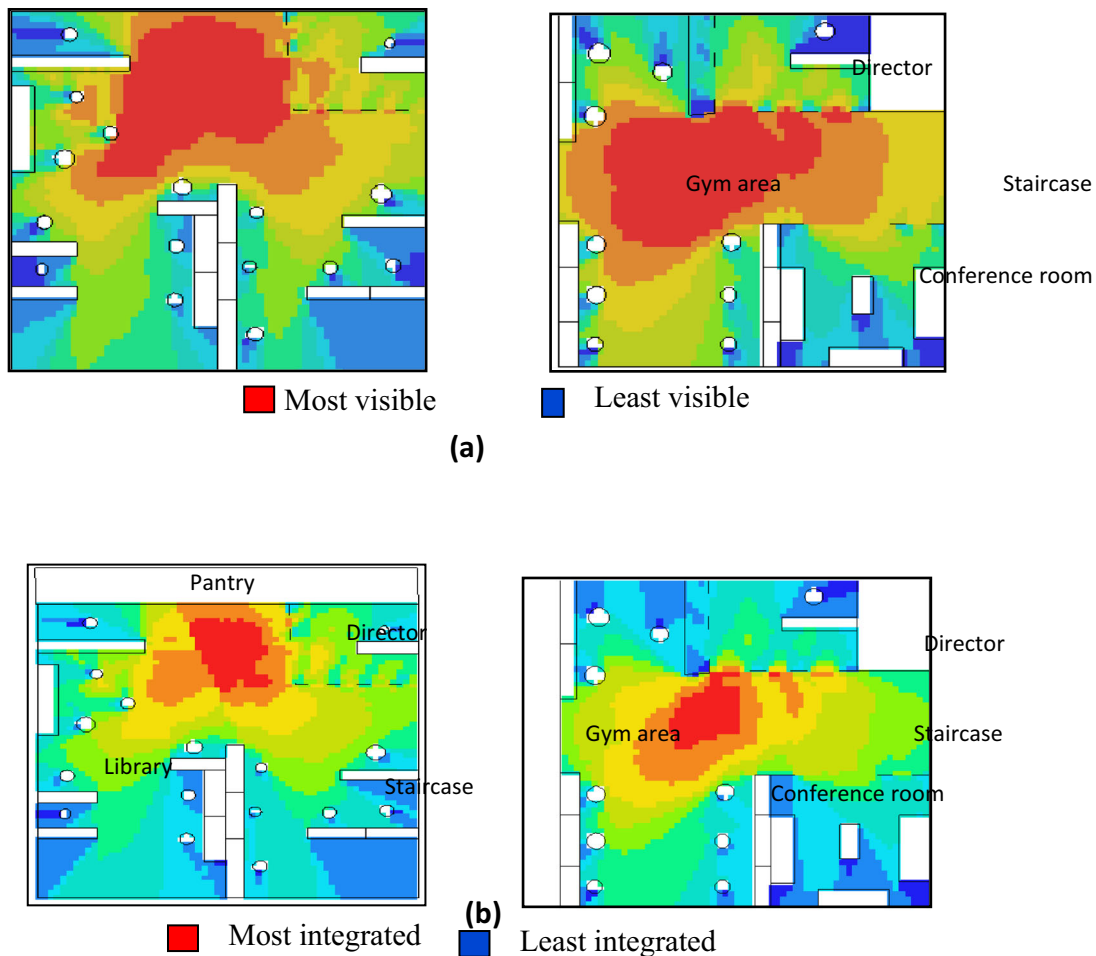 Director
Gym area
Staircase
Conference room
Most visible
Least visible
(a)
Pantry
Director
Director
Gym area
Staircase
Library
Staircase
Conference room
(b)
Most integrated
Least integrated